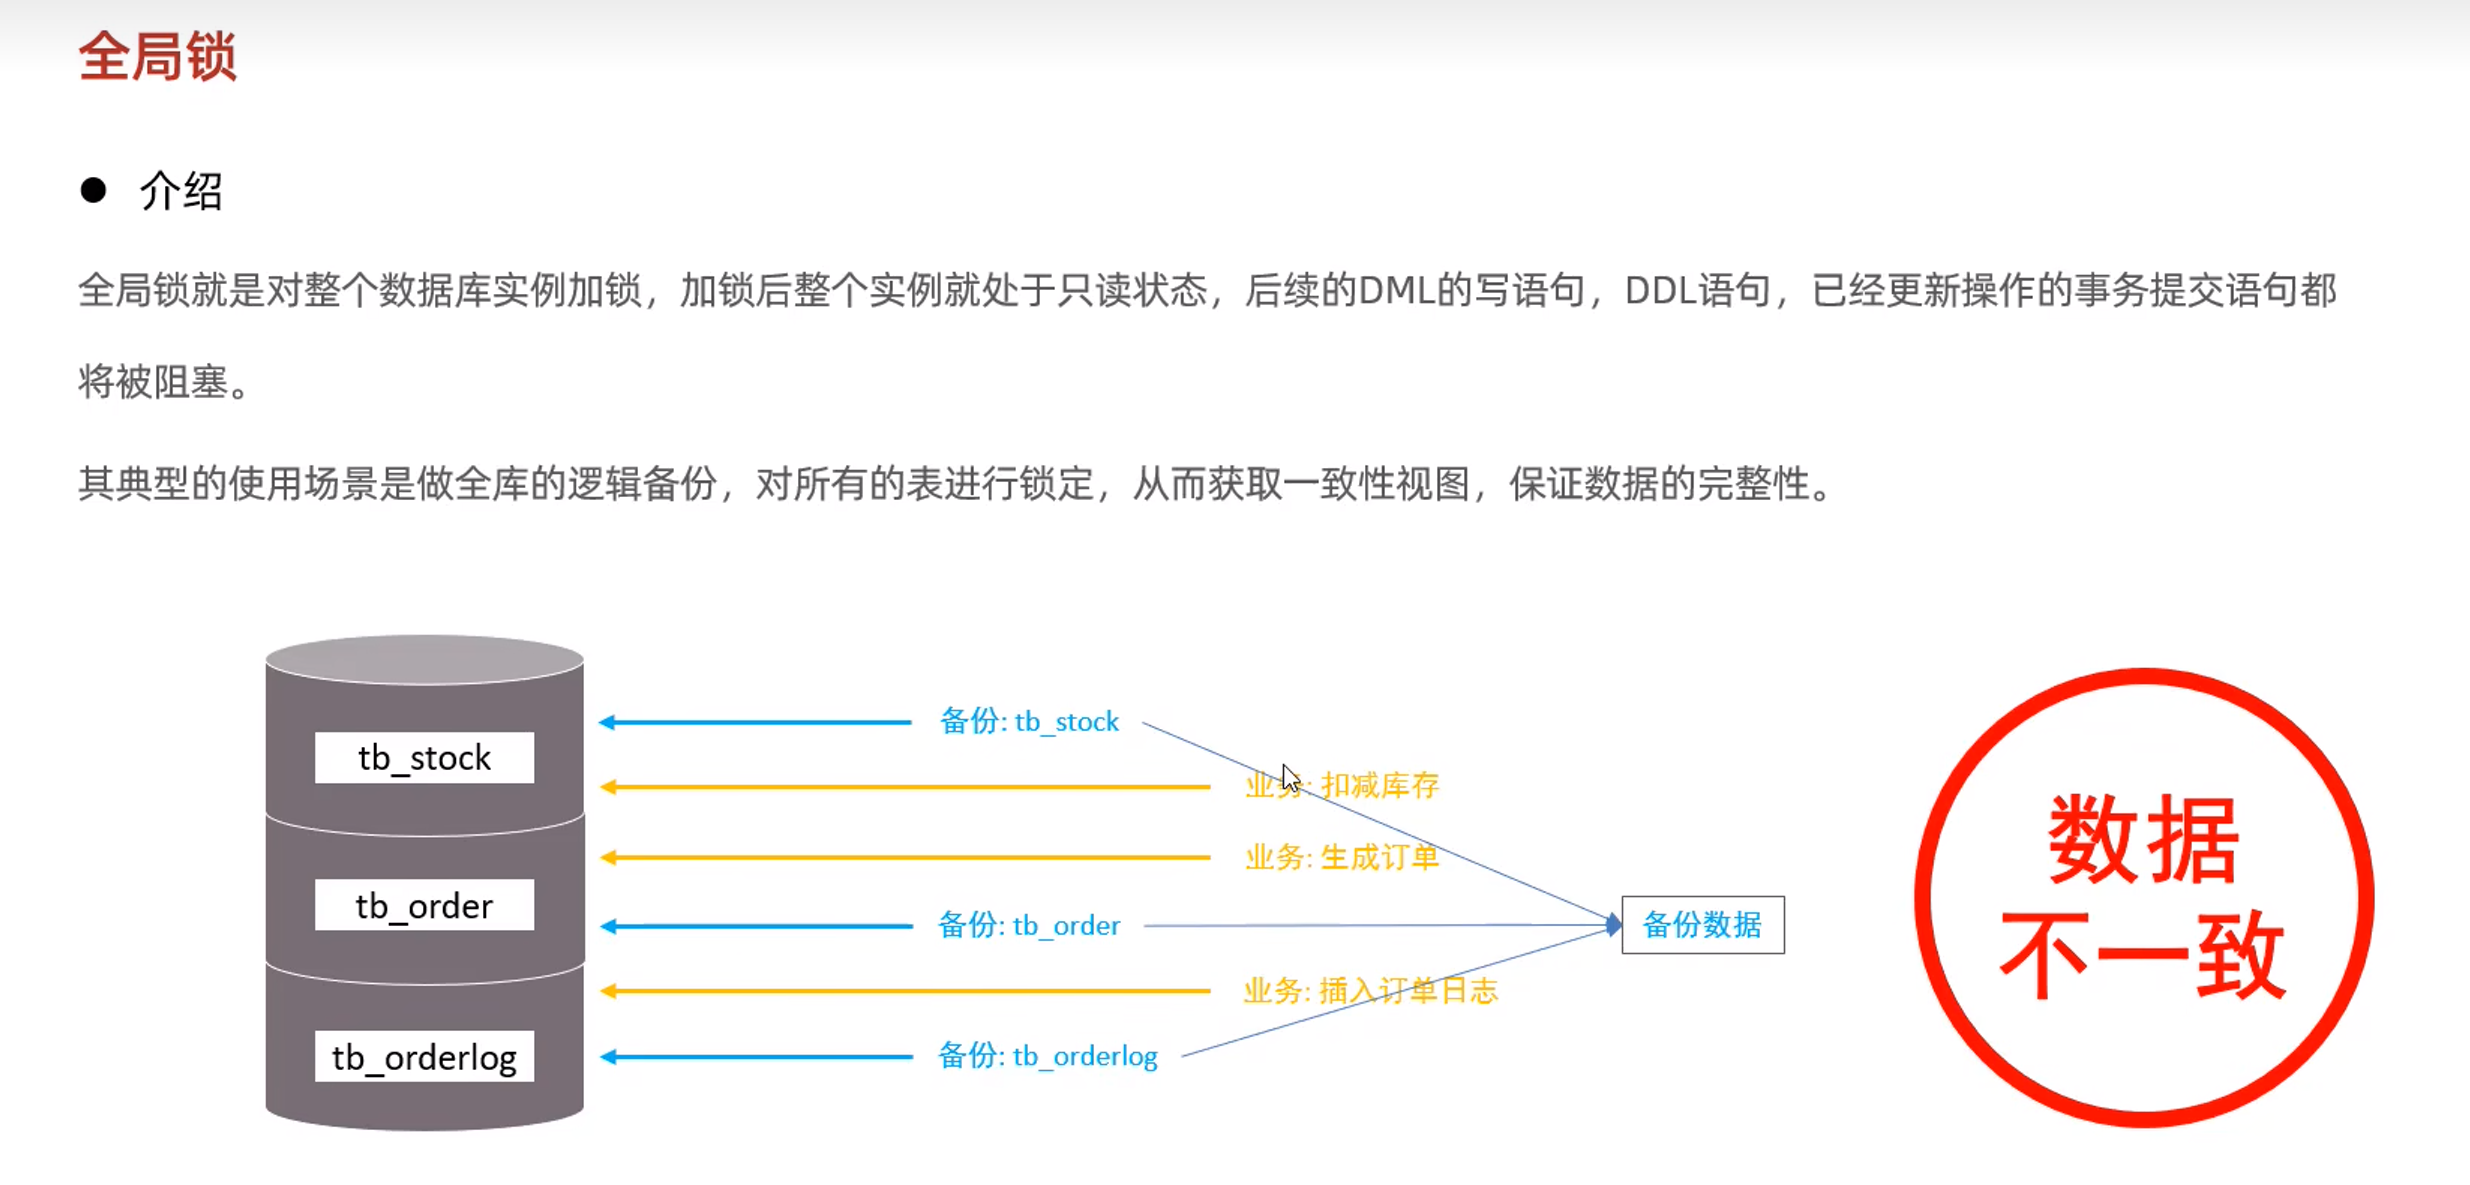 全局锁
● 介绍
全局锁就是对整个数据库实例加锁，加锁后整个实例就处于只读状态，后续的DML的写语句，DDL语句，已经更新操作的事务提交语句都
将被阻塞。
其典型的使用场景是做全库的逻辑备份，对所有的表进行锁定，从而获取一致性视图，保证数据的完整性。
备份: tb_stock
tb_stock
业务: 扣减库存
业务: 生成订单
tb_order
备份: tb_order
备份数据
业务: 插入订单日志
tb_orderlog
备份: tb_orderlog
数据
不一致